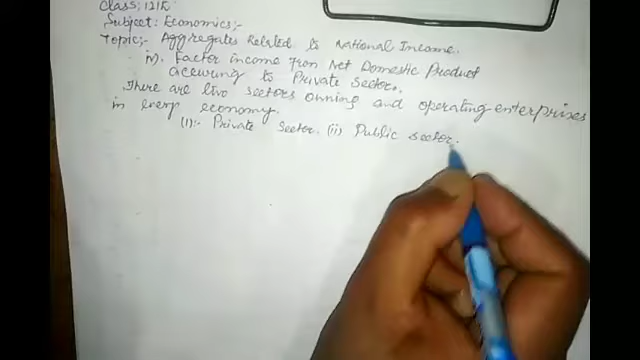 Class; 12th
Subject: Economics;-
Topic;- Aggregates Related to National Income.
iv). Factor income from Net Domestic Product
accruing to Private Sector.
There are two sectors owning and operating enterprises
in every economy.
(i):- Private Sector. (ii) Public sector.